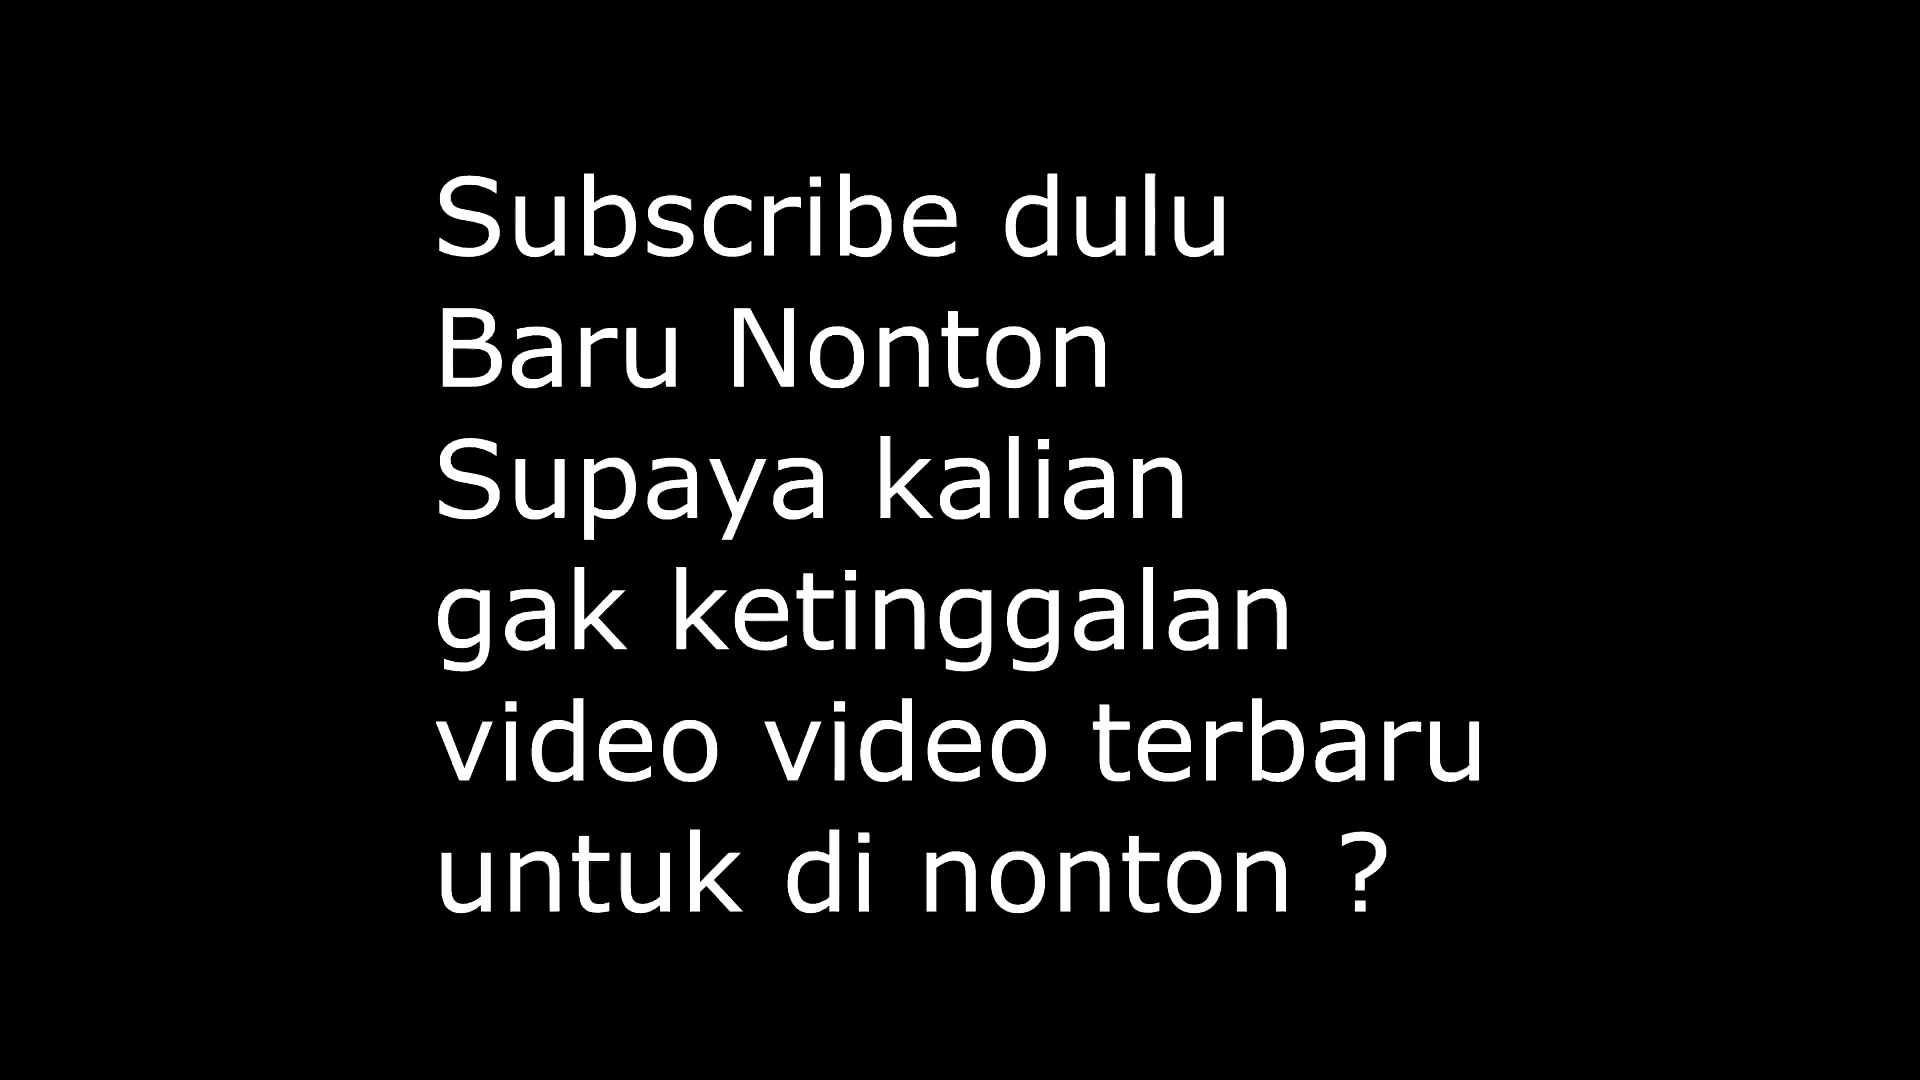 Subscribe dulu
Baru Nonton
Supaya kalian
gak ketinggalan
video video terbaru
untuk di nonton ?